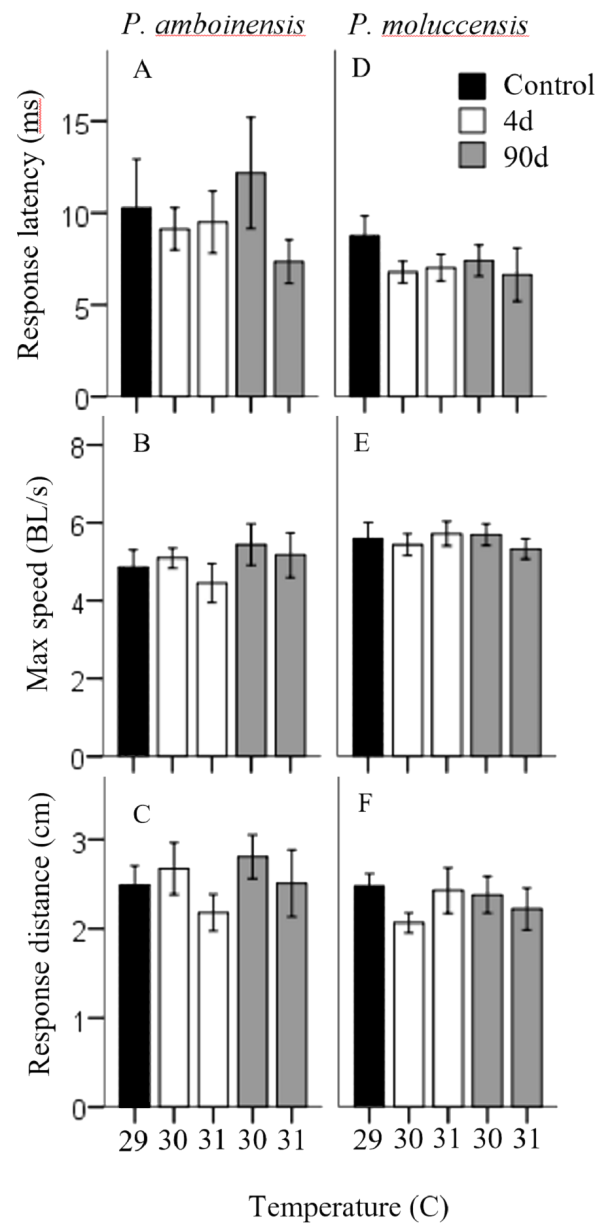 P. amboinensis P. moluccensis
A D
Control
4d
90d
Response latency (ms)
15
10
5
0
B E
Max speed (BL/s)
8
6
4
2
0
C F
Response distance (cm)
3
2
1
0
29 30 31 30 31 29 30 31 30 31
Temperature (C)